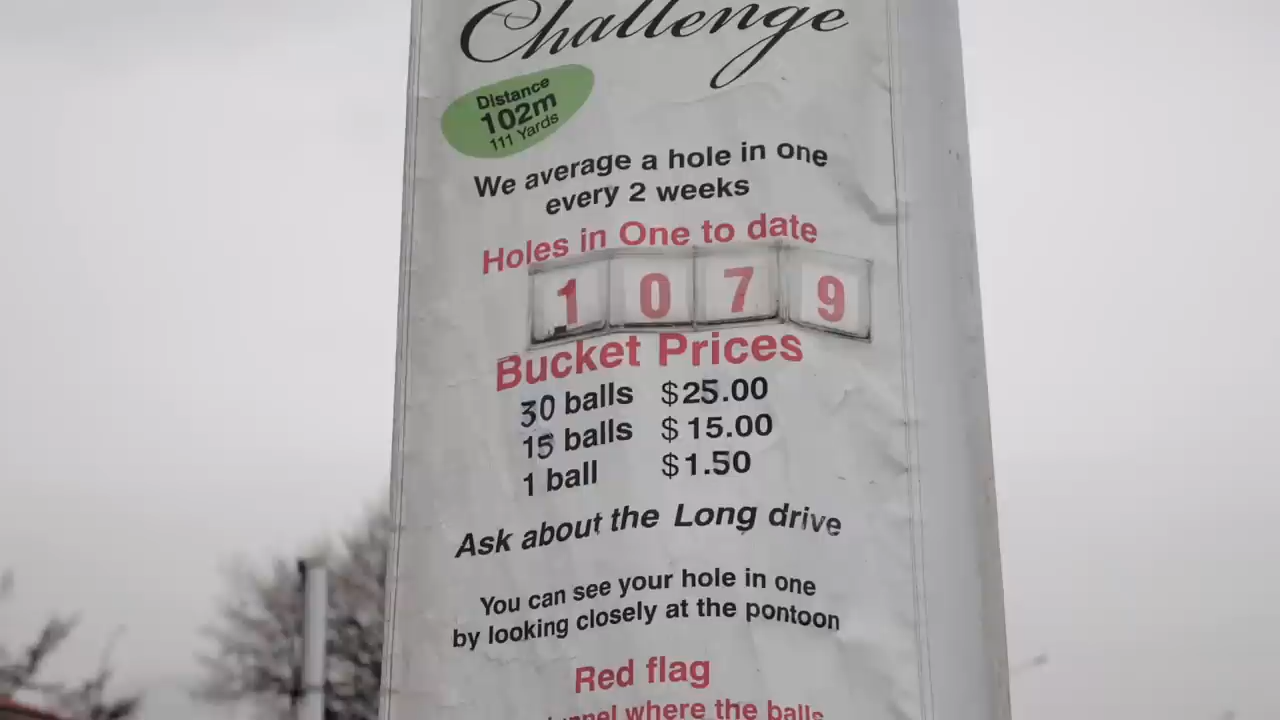 Challenge
Distance
102m
111 Yards
We average a hole in one
every 2 weeks
Holes in One to date
1 0 7 9
Bucket Prices
30 balls $25.00
15 balls $15.00
1 ball $1.50
Ask about the Long drive
You can see your hole in one
by looking closely at the pontoon
Red flag
where the balls